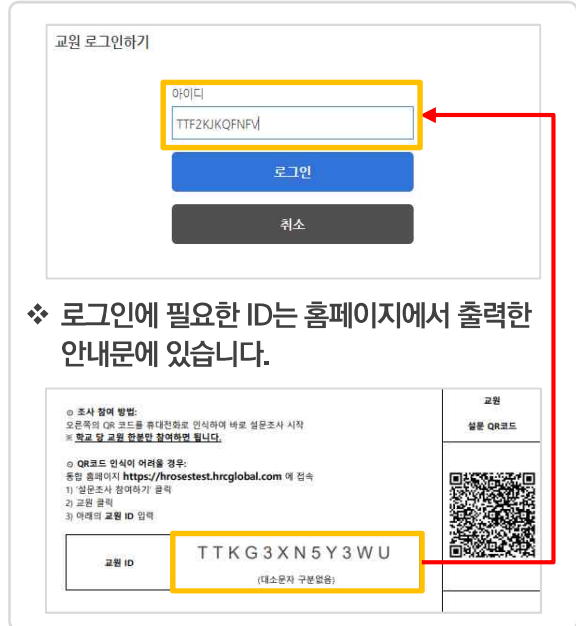 교원 로그인하기
아이디
TTF2KJKQFNFV
로그인
취소
❖ 로그인에 필요한 ID는 홈페이지에서 출력한
안내문에 있습니다.
⊙ 조사 참여 방법:
오른쪽의 QR 코드를 휴대전화로 인식하여 바로 설문조사 시작
※ 학교 당 교원 한분만 참여하면 됩니다.
⊙ QR코드 인식이 어려울 경우:
통합 홈페이지 https://hrosestest.hrcglobal.com 에 접속
1) '설문조사 참여하기' 클릭
2) 교원 클릭
3) 아래의 교원 ID 입력
교원 ID
TTKG3XN5Y3WU
(대소문자 구분없음)
교원
설문 QR코드